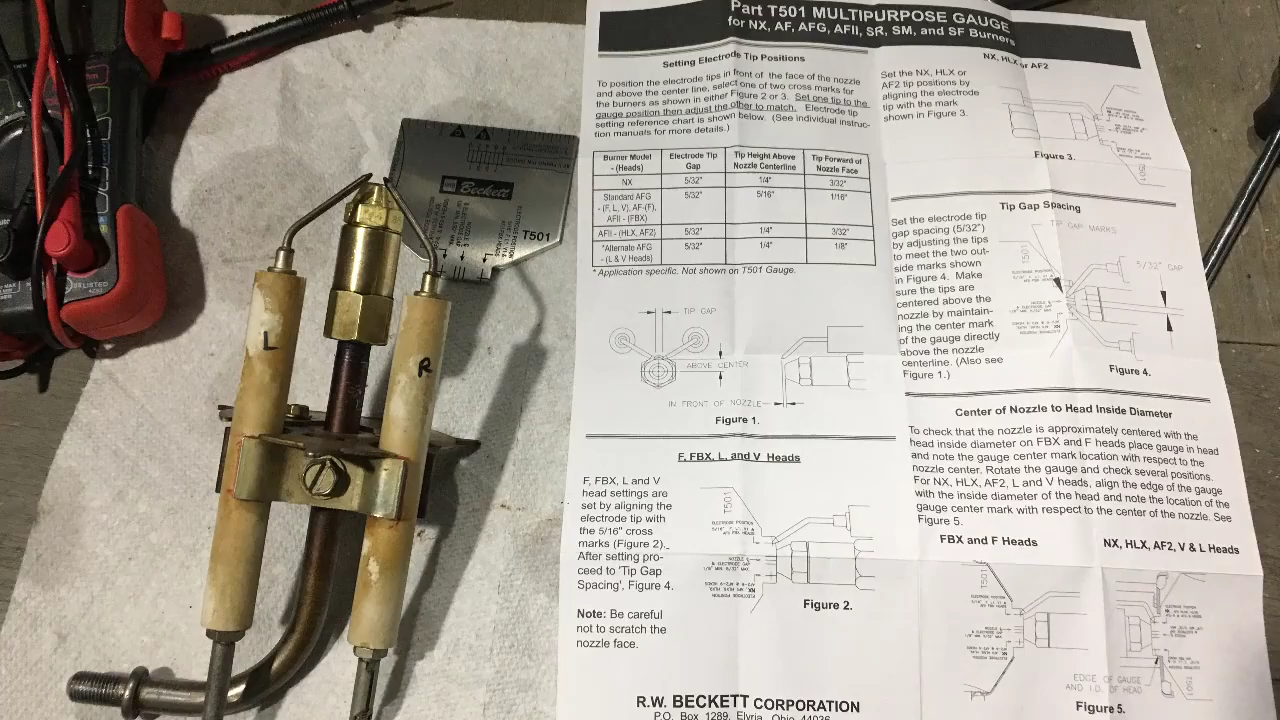 Part T501 MULTIPURPOSE GAUGE
for NX, AF, AFG, AFII, SR, SM, and SF Burners
Setting Electrode Tip Positions
To position the electrode tips in front of the face of the nozzle
and above the center line, select one of two cross marks for
the burners as shown in either Figure 2 or 3. Set one tip to the
gauge position then adjust the other to match. Electrode tip
setting reference chart is shown below. (See individual instruc-
tion manuals for more details.)
Burner Model - (Heads) Electrode Tip Gap Tip Height Above Nozzle Centerline Tip Forward of Nozzle Face
NX 5/32" 1/4" 3/32"
Standard AFG - (F, L, V), AF (F), AFII - (FBX) 5/32" 5/16" 1/16"
AFII - (HLX, AF2) 5/32" 1/4" 3/32"
*Alternate AFG - (L & V Heads) 5/32" 1/4" 1/8"
* Application specific. Not shown on T501 Gauge.
TIP GAP
ABOVE CENTER
IN FRONT OF NOZZLE
Figure 1.
F, FBX, L, and V Heads
F, FBX, L and V
head settings are
set by aligning the
electrode tip with
the 5/16" cross
marks (Figure 2).
After setting pro-
ceed to 'Tip Gap
Spacing'. Figure 4.
Note: Be careful
not to scratch the
nozzle face.
T501
Figure 2.
R.W. BECKETT CORPORATION
P.O. Box 1289, Elyria, Ohio 44036
NX, HLX or AF2
Set the NX, HLX or
AF2 tip positions by
aligning the electrode
tip with the mark
shown in Figure 3.
T501
Figure 3.
Tip Gap Spacing
Set the electrode tip
gap spacing (5/32")
by adjusting the tips
to meet the two out-
side marks shown
in Figure 4. Make
sure the tips are
centered above the
nozzle by maintain-
ing the center mark
of the gauge directly
above the nozzle
centerline. (Also see
Figure 1.)
TIP GAP MARKS
T501
5/32" GAP
Figure 4.
Center of Nozzle to Head Inside Diameter
To check that the nozzle is approximately centered with the
head inside diameter on FBX and F heads place gauge in head
and note the gauge center mark location with respect to the
nozzle center. Rotate the gauge and check several positions.
For NX, HLX, AF2, L and V heads, align the edge of the gauge
with the inside diameter of the head and note the location of the
gauge center mark with respect to the center of the nozzle. See
Figure 5.
FBX and F Heads
NX, HLX, AF2, V & L Heads
T501
T501
EDGE OF GAUGE
AND I.D. OF HEAD
Figure 5.
Beckett
T501
L
R
LISTED